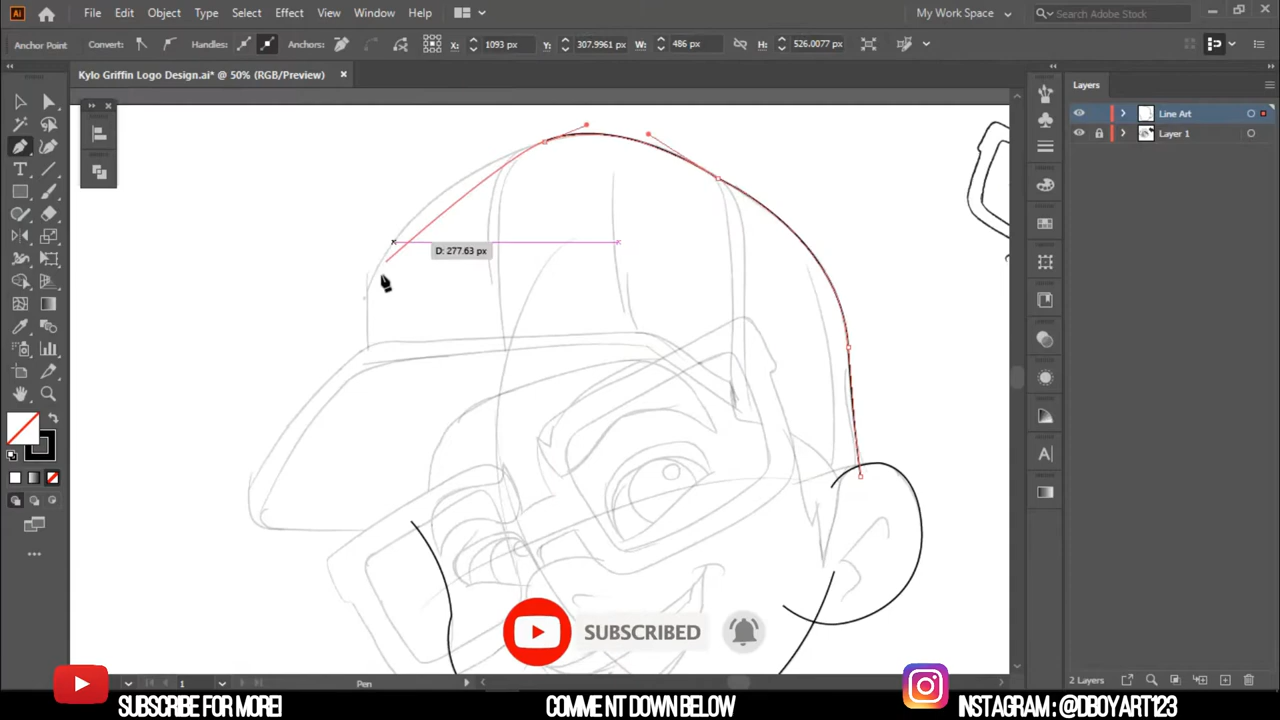 Ai File Edit Object Type Select Effect View Window Help My Work Space Search Adobe Stock
Anchor Point Convert: Handles: Anchors: X: 1093 px Y: 307.9961 px W: 486 px H: 526.0077 px
Kylo Griffin Logo Design.ai* @ 50% (RGB/Preview)
Layers
Line Art
Layer 1
D: 277.63 px
SUBSCRIBED
1 Pen 2 Layers
SUBSCRIBE FOR MORE! COMMENT DOWN BELOW INSTAGRAM : @DBOYART123